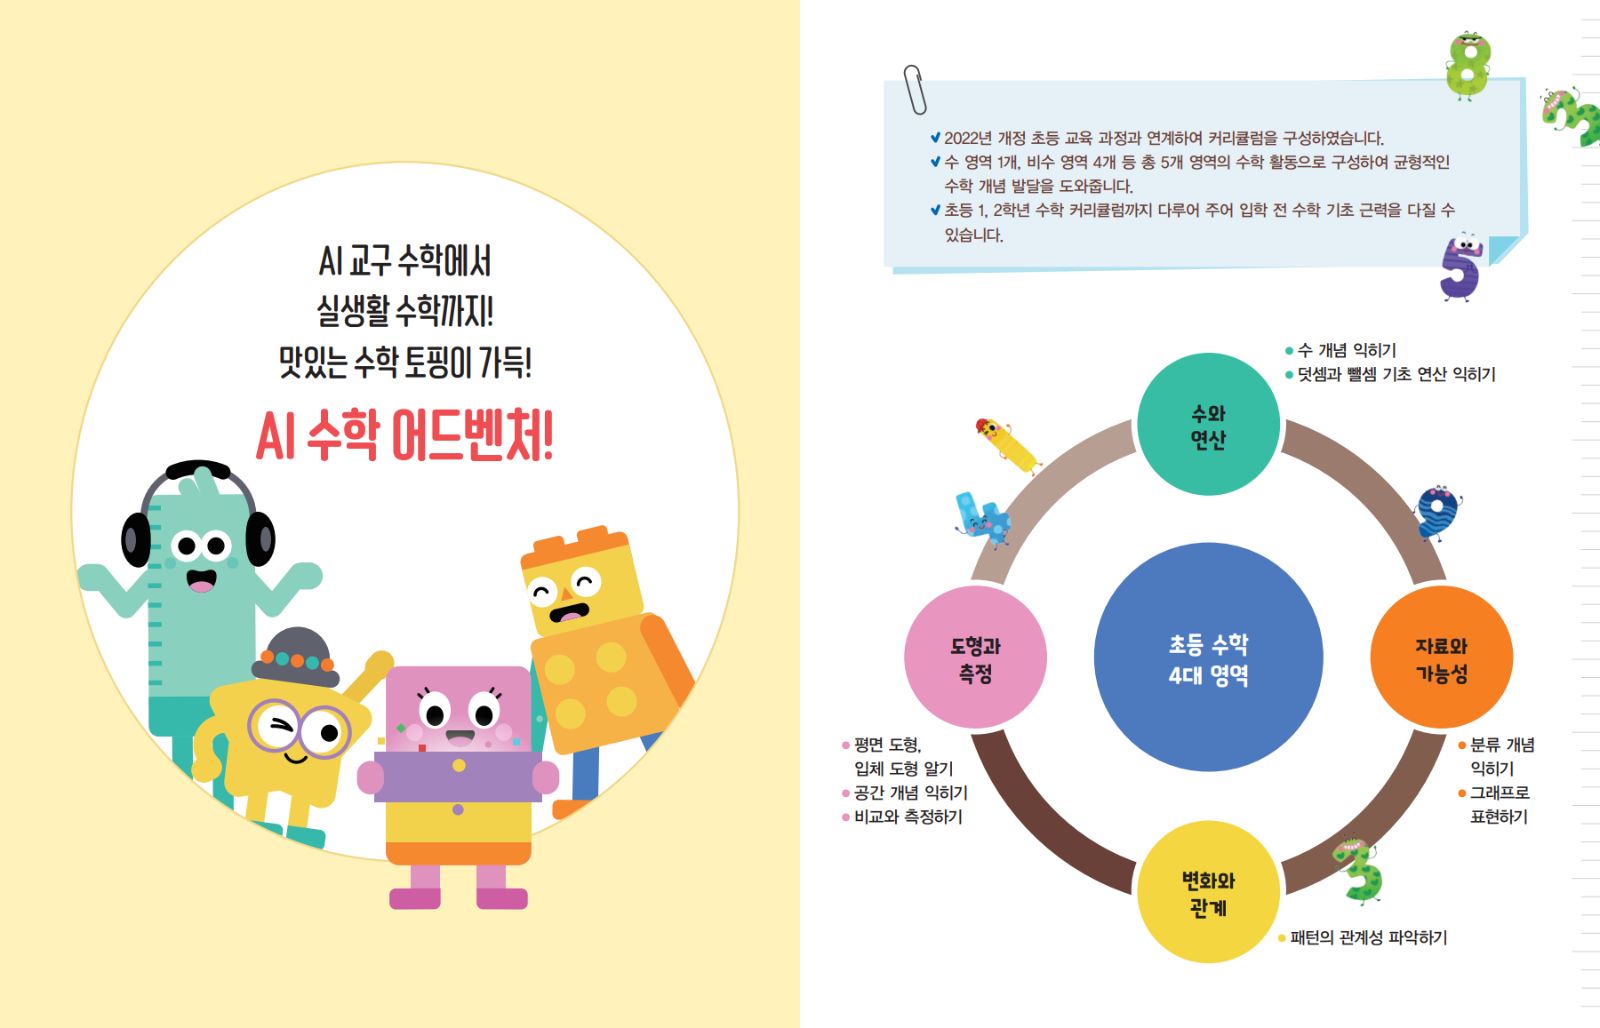 AI 교구 수학에서
실생활 수학까지!
맛있는 수학 토핑이 가득!
AI 수학 어드벤처!
2022년 개정 초등 교육 과정과 연계하여 커리큘럼을 구성하였습니다.
수 영역 1개, 비수 영역 4개 등 총 5개 영역의 수학 활동으로 구성하여 균형적인
수학 개념 발달을 도와줍니다.
초등 1, 2학년 수학 커리큘럼까지 다루어 주어 입학 전 수학 기초 근력을 다질 수
있습니다.
수 개념 익히기
덧셈과 뺄셈 기초 연산 익히기
수와
연산
도형과
측정
초등 수학
4대 영역
자료와
가능성
평면 도형,
입체 도형 알기
공간 개념 익히기
비교와 측정하기
분류 개념
익히기
그래프로
표현하기
변화와
관계
패턴의 관계성 파악하기